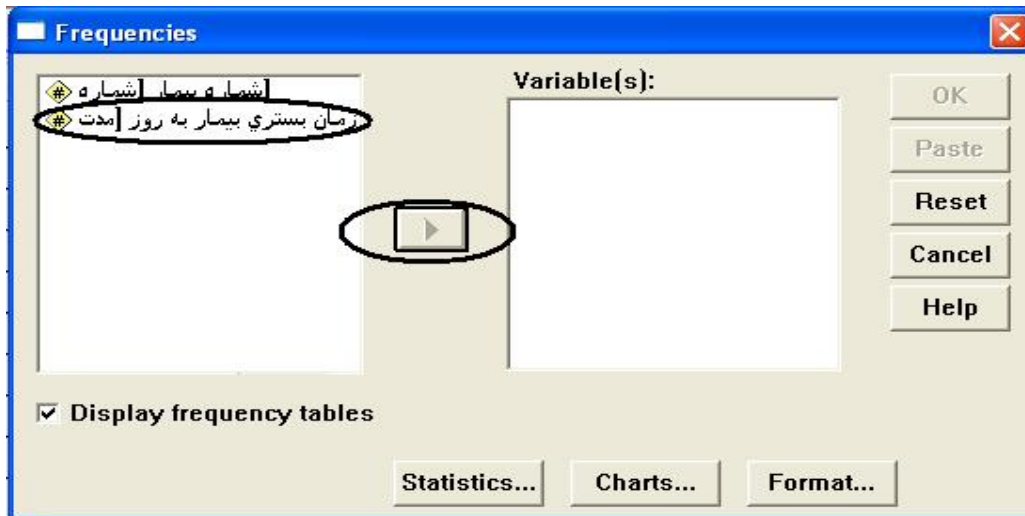 Frequencies
شماره بيمار [شماره
زمان بستري بيمار به روز [مدت
Variable(s):
OK
Paste
Reset
Cancel
Help
Display frequency tables
Statistics...
Charts...
Format...